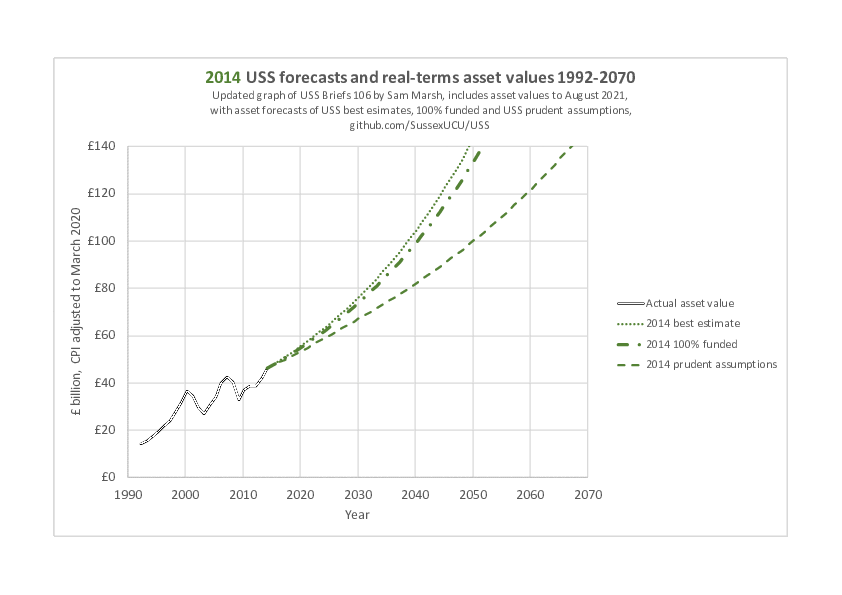 2014 USS forecasts and real-terms asset values 1992-2070
Updated graph of USS Briefs 106 by Sam Marsh, includes asset values to August 2021,
with asset forecasts of USS best estimates, 100% funded and USS prudent assumptions,
github.com/SussexUCU/USS
£140
£120
£100
£80
£60
£40
£20
£0
£ billion, CPI adjusted to March 2020
1990 2000 2010 2020 2030 2040 2050 2060 2070
Year
Actual asset value
2014 best estimate
2014 100% funded
2014 prudent assumptions